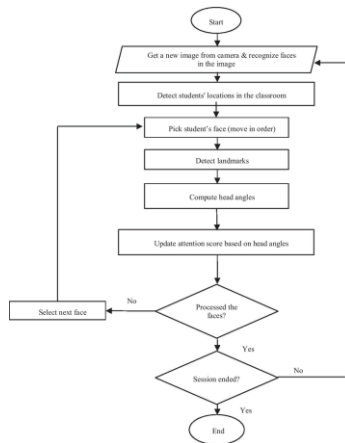 Start
Get a new image from camera & recognize faces
in the image
Detect students' locations in the classroom
Pick student's face (move in order)
Detect landmarks
Compute head angles
Update attention score based on head angles
No
Processed the
faces?
Select next face
Yes
No
Session ended?
Yes
End